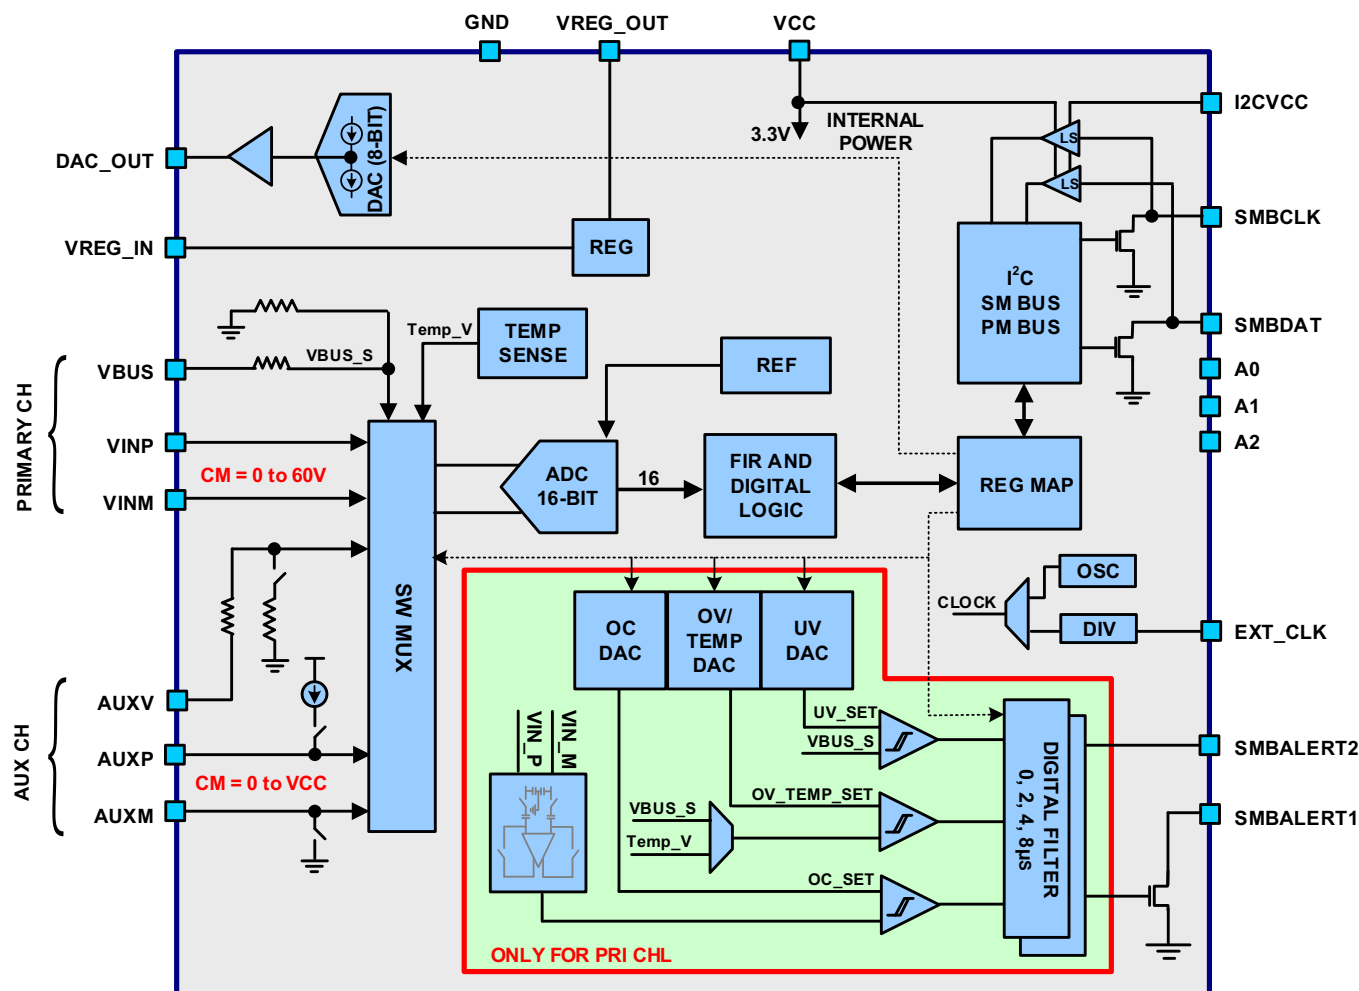 GND
VREG_OUT
VCC
I2CVCC
INTERNAL
POWER
3.3V
LS
LS
DAC (8-BIT)
DAC_OUT
VREG_IN
REG
SMBCLK
I²C
SM BUS
PM BUS
SMBDAT
TEMP
SENSE
Temp_V
VBUS_S
VBUS
REF
A0
A1
A2
PRIMARY CH
VINP
CM = 0 to 60V
VINM
ADC
16-BIT
16
FIR AND
DIGITAL
LOGIC
REG MAP
SW MUX
OSC
CLOCK
DIV
EXT_CLK
OC
DAC
OV/
TEMP
DAC
UV
DAC
AUX CH
AUXV
AUXP
CM = 0 to VCC
AUXM
VIN_P
VIN_M
UV_SET
VBUS_S
OV_TEMP_SET
VBUS_S
Temp_V
OC_SET
DIGITAL FILTER
0, 2, 4, 8µs
SMBALERT2
SMBALERT1
ONLY FOR PRI CHL